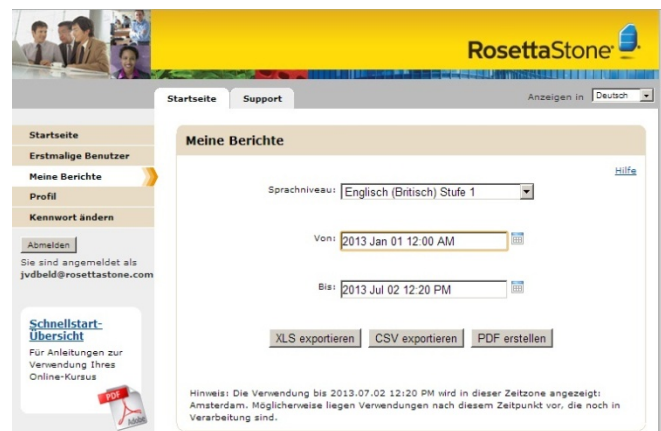 RosettaStone
Startseite
Support
Anzeigen in
Deutsch
Startseite
Erstmalige Benutzer
Meine Berichte
Profil
Kennwort ändern
Abmelden
Sie sind angemeldet als
jvdbeld@rosettastone.com
Schnellstart-
Übersicht
Für Anleitungen zur
Verwendung Ihres
Online-Kursus
PDF
Adobe
Meine Berichte
Hilfe
Sprachniveau: Englisch (Britisch) Stufe 1
Von: 2013 Jan 01 12:00 AM
Bis: 2013 Jul 02 12:20 PM
XLS exportieren CSV exportieren PDF erstellen
Hinweis: Die Verwendung bis 2013.07.02 12:20 PM wird in dieser Zeitzone angezeigt:
Amsterdam. Möglicherweise liegen Verwendungen nach diesem Zeitpunkt vor, die noch in
Verarbeitung sind.